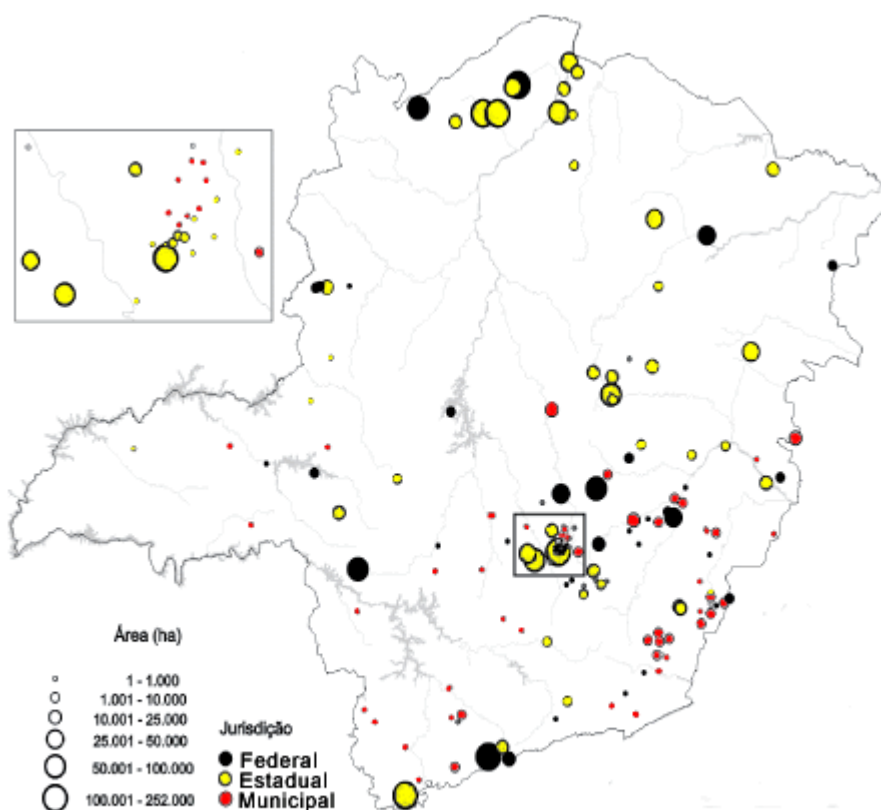 Área (ha)
1 - 1.000
1.001 - 10.000
10.001 - 25.000
25.001 - 50.000
50.001 - 100.000
100.001 - 252.000
Jurisdição
Federal
Estadual
Municipal